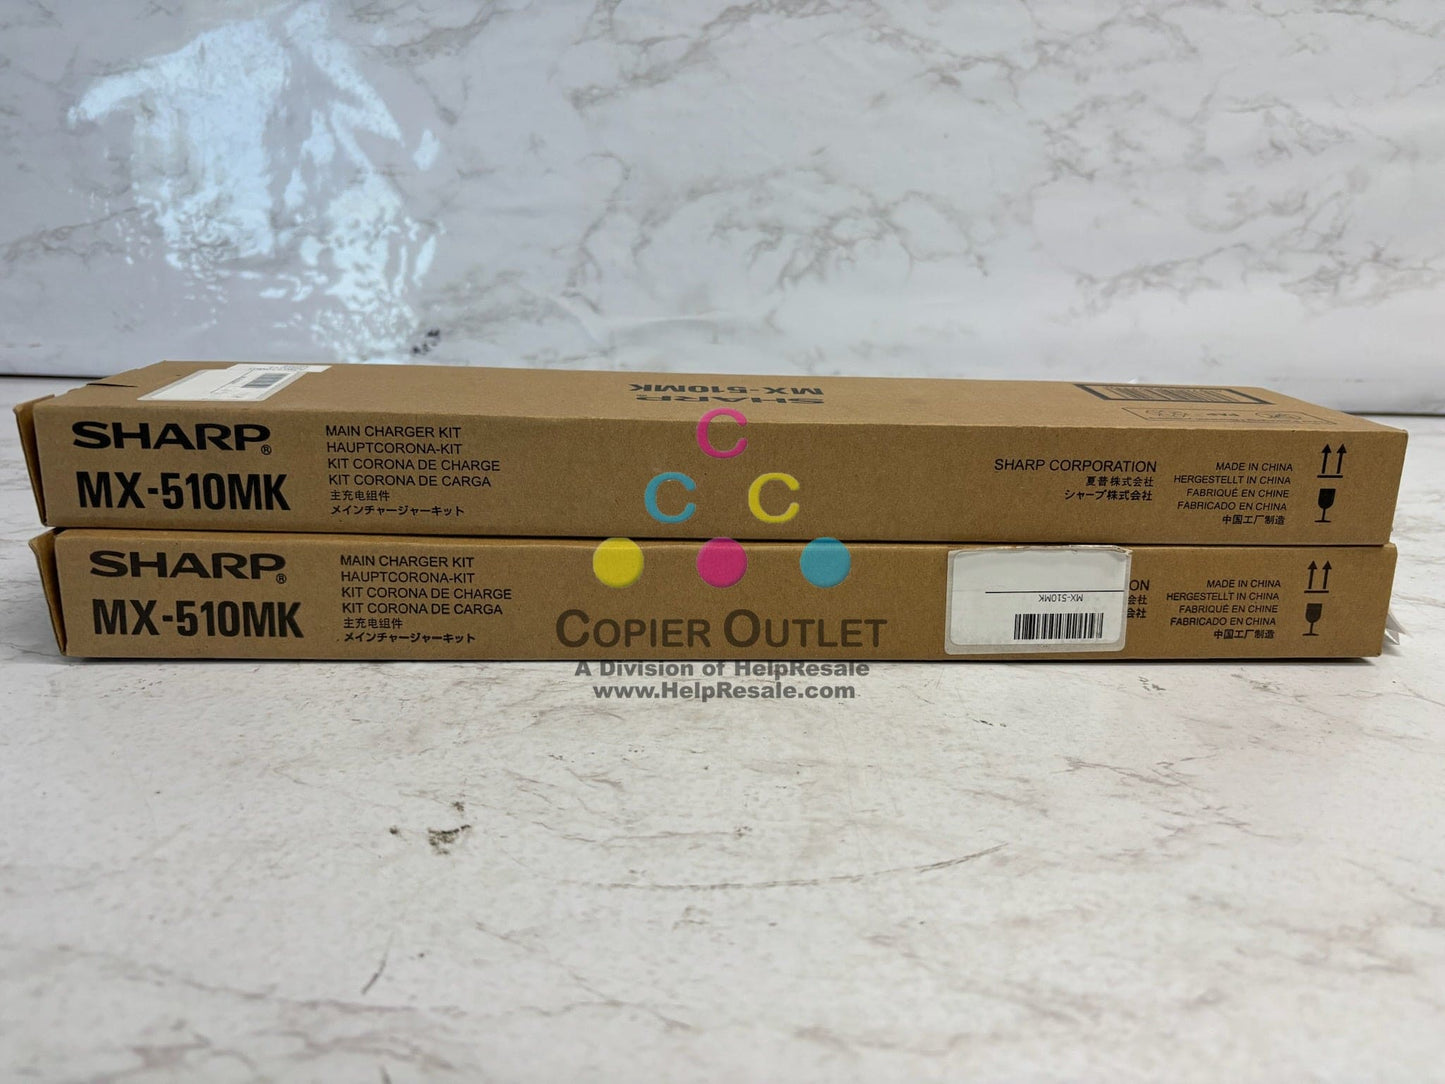 SHARP
MX-510MK
SHARP®
MX-510MK
MAIN CHARGER KIT
HAUPTCORONA-KIT
KIT CORONA DE CHARGE
KIT CORONA DE CARGA
主充电组件
メインチャージャーキット
SHARP CORPORATION
夏普株式会社
シャープ株式会社
MADE IN CHINA
HERGESTELLT IN CHINA
FABRIQUÉ EN CHINE
FABRICADO EN CHINA
中国工厂制造
C
C C
SHARP®
MX-510MK
MAIN CHARGER KIT
HAUPTCORONA-KIT
KIT CORONA DE CHARGE
KIT CORONA DE CARGA
主充电组件
メインチャージャーキット
MX-510MK
MADE IN CHINA
HERGESTELLT IN CHINA
FABRIQUÉ EN CHINE
FABRICADO EN CHINA
中国工厂制造
COPIER OUTLET
A Division of HelpResale
www.HelpResale.com